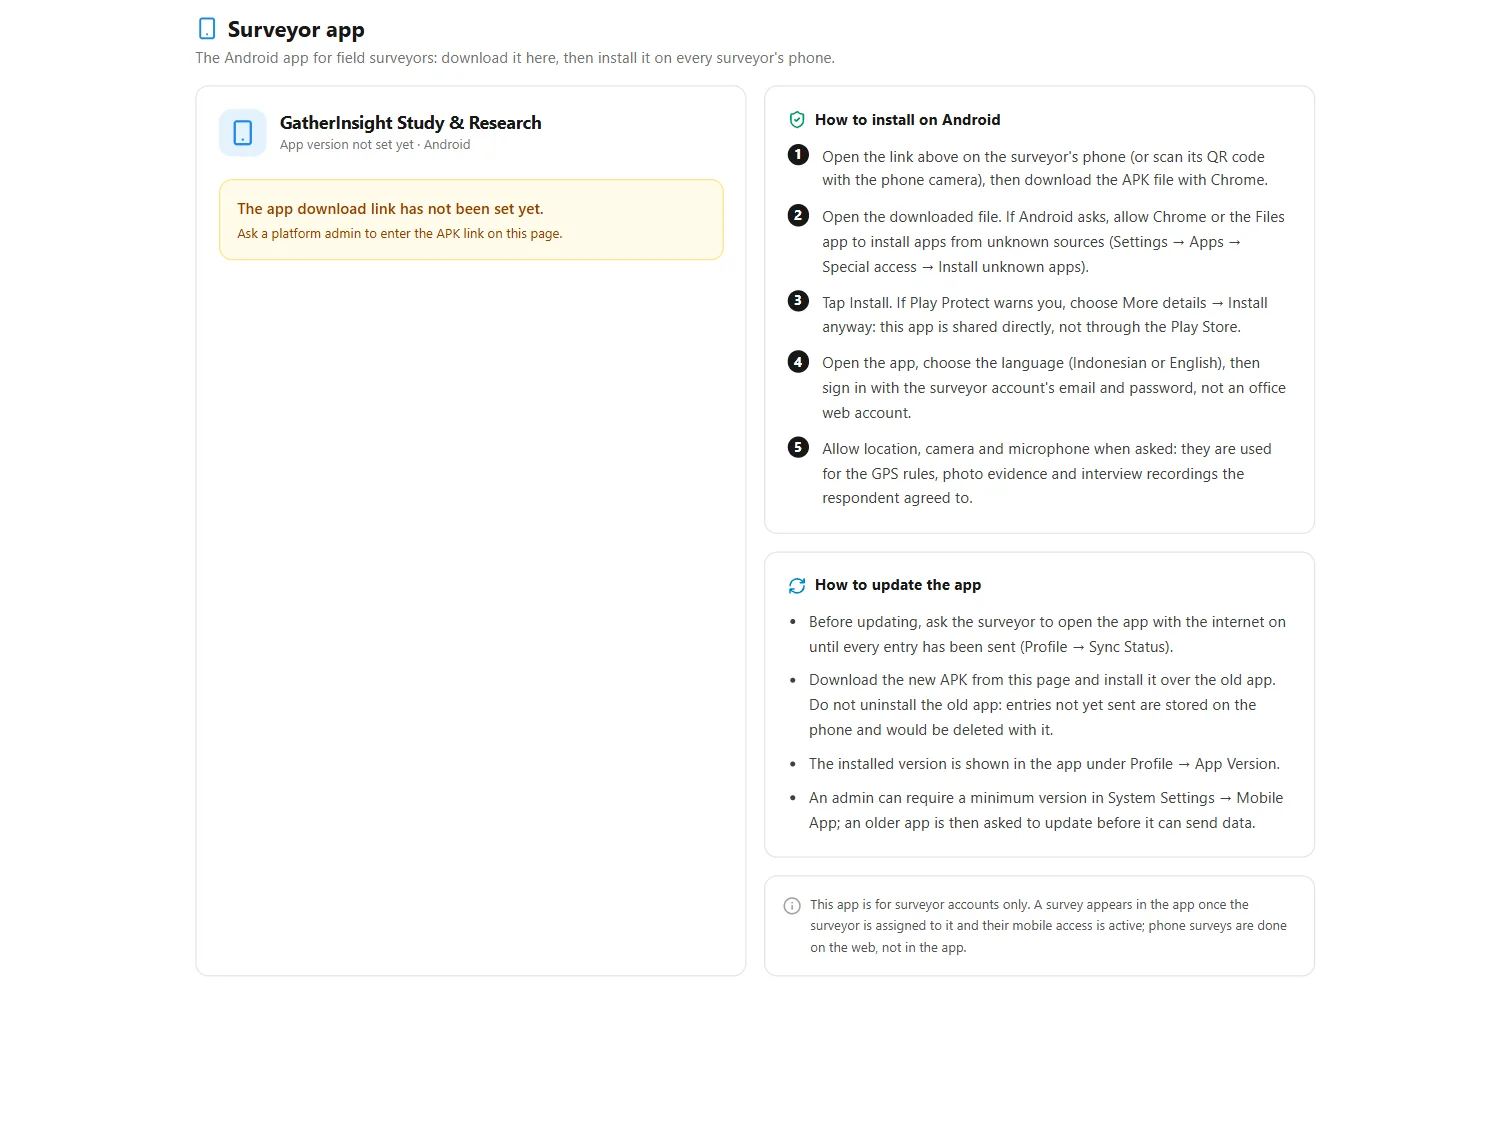 Surveyor app
The Android app for field surveyors: download it here, then install it on every surveyor's phone.
GatherInsight Study & Research
App version not set yet · Android
The app download link has not been set yet.
Ask a platform admin to enter the APK link on this page.
How to install on Android
1 Open the link above on the surveyor's phone (or scan its QR code
with the phone camera), then download the APK file with Chrome.
2 Open the downloaded file. If Android asks, allow Chrome or the Files
app to install apps from unknown sources (Settings → Apps →
Special access → Install unknown apps).
3 Tap Install. If Play Protect warns you, choose More details → Install
anyway: this app is shared directly, not through the Play Store.
4 Open the app, choose the language (Indonesian or English), then
sign in with the surveyor account's email and password, not an office
web account.
5 Allow location, camera and microphone when asked: they are used
for the GPS rules, photo evidence and interview recordings the
respondent agreed to.
How to update the app
• Before updating, ask the surveyor to open the app with the internet on
until every entry has been sent (Profile → Sync Status).
• Download the new APK from this page and install it over the old app.
Do not uninstall the old app: entries not yet sent are stored on the
phone and would be deleted with it.
• The installed version is shown in the app under Profile → App Version.
• An admin can require a minimum version in System Settings → Mobile
App; an older app is then asked to update before it can send data.
This app is for surveyor accounts only. A survey appears in the app once the
surveyor is assigned to it and their mobile access is active; phone surveys are done
on the web, not in the app.